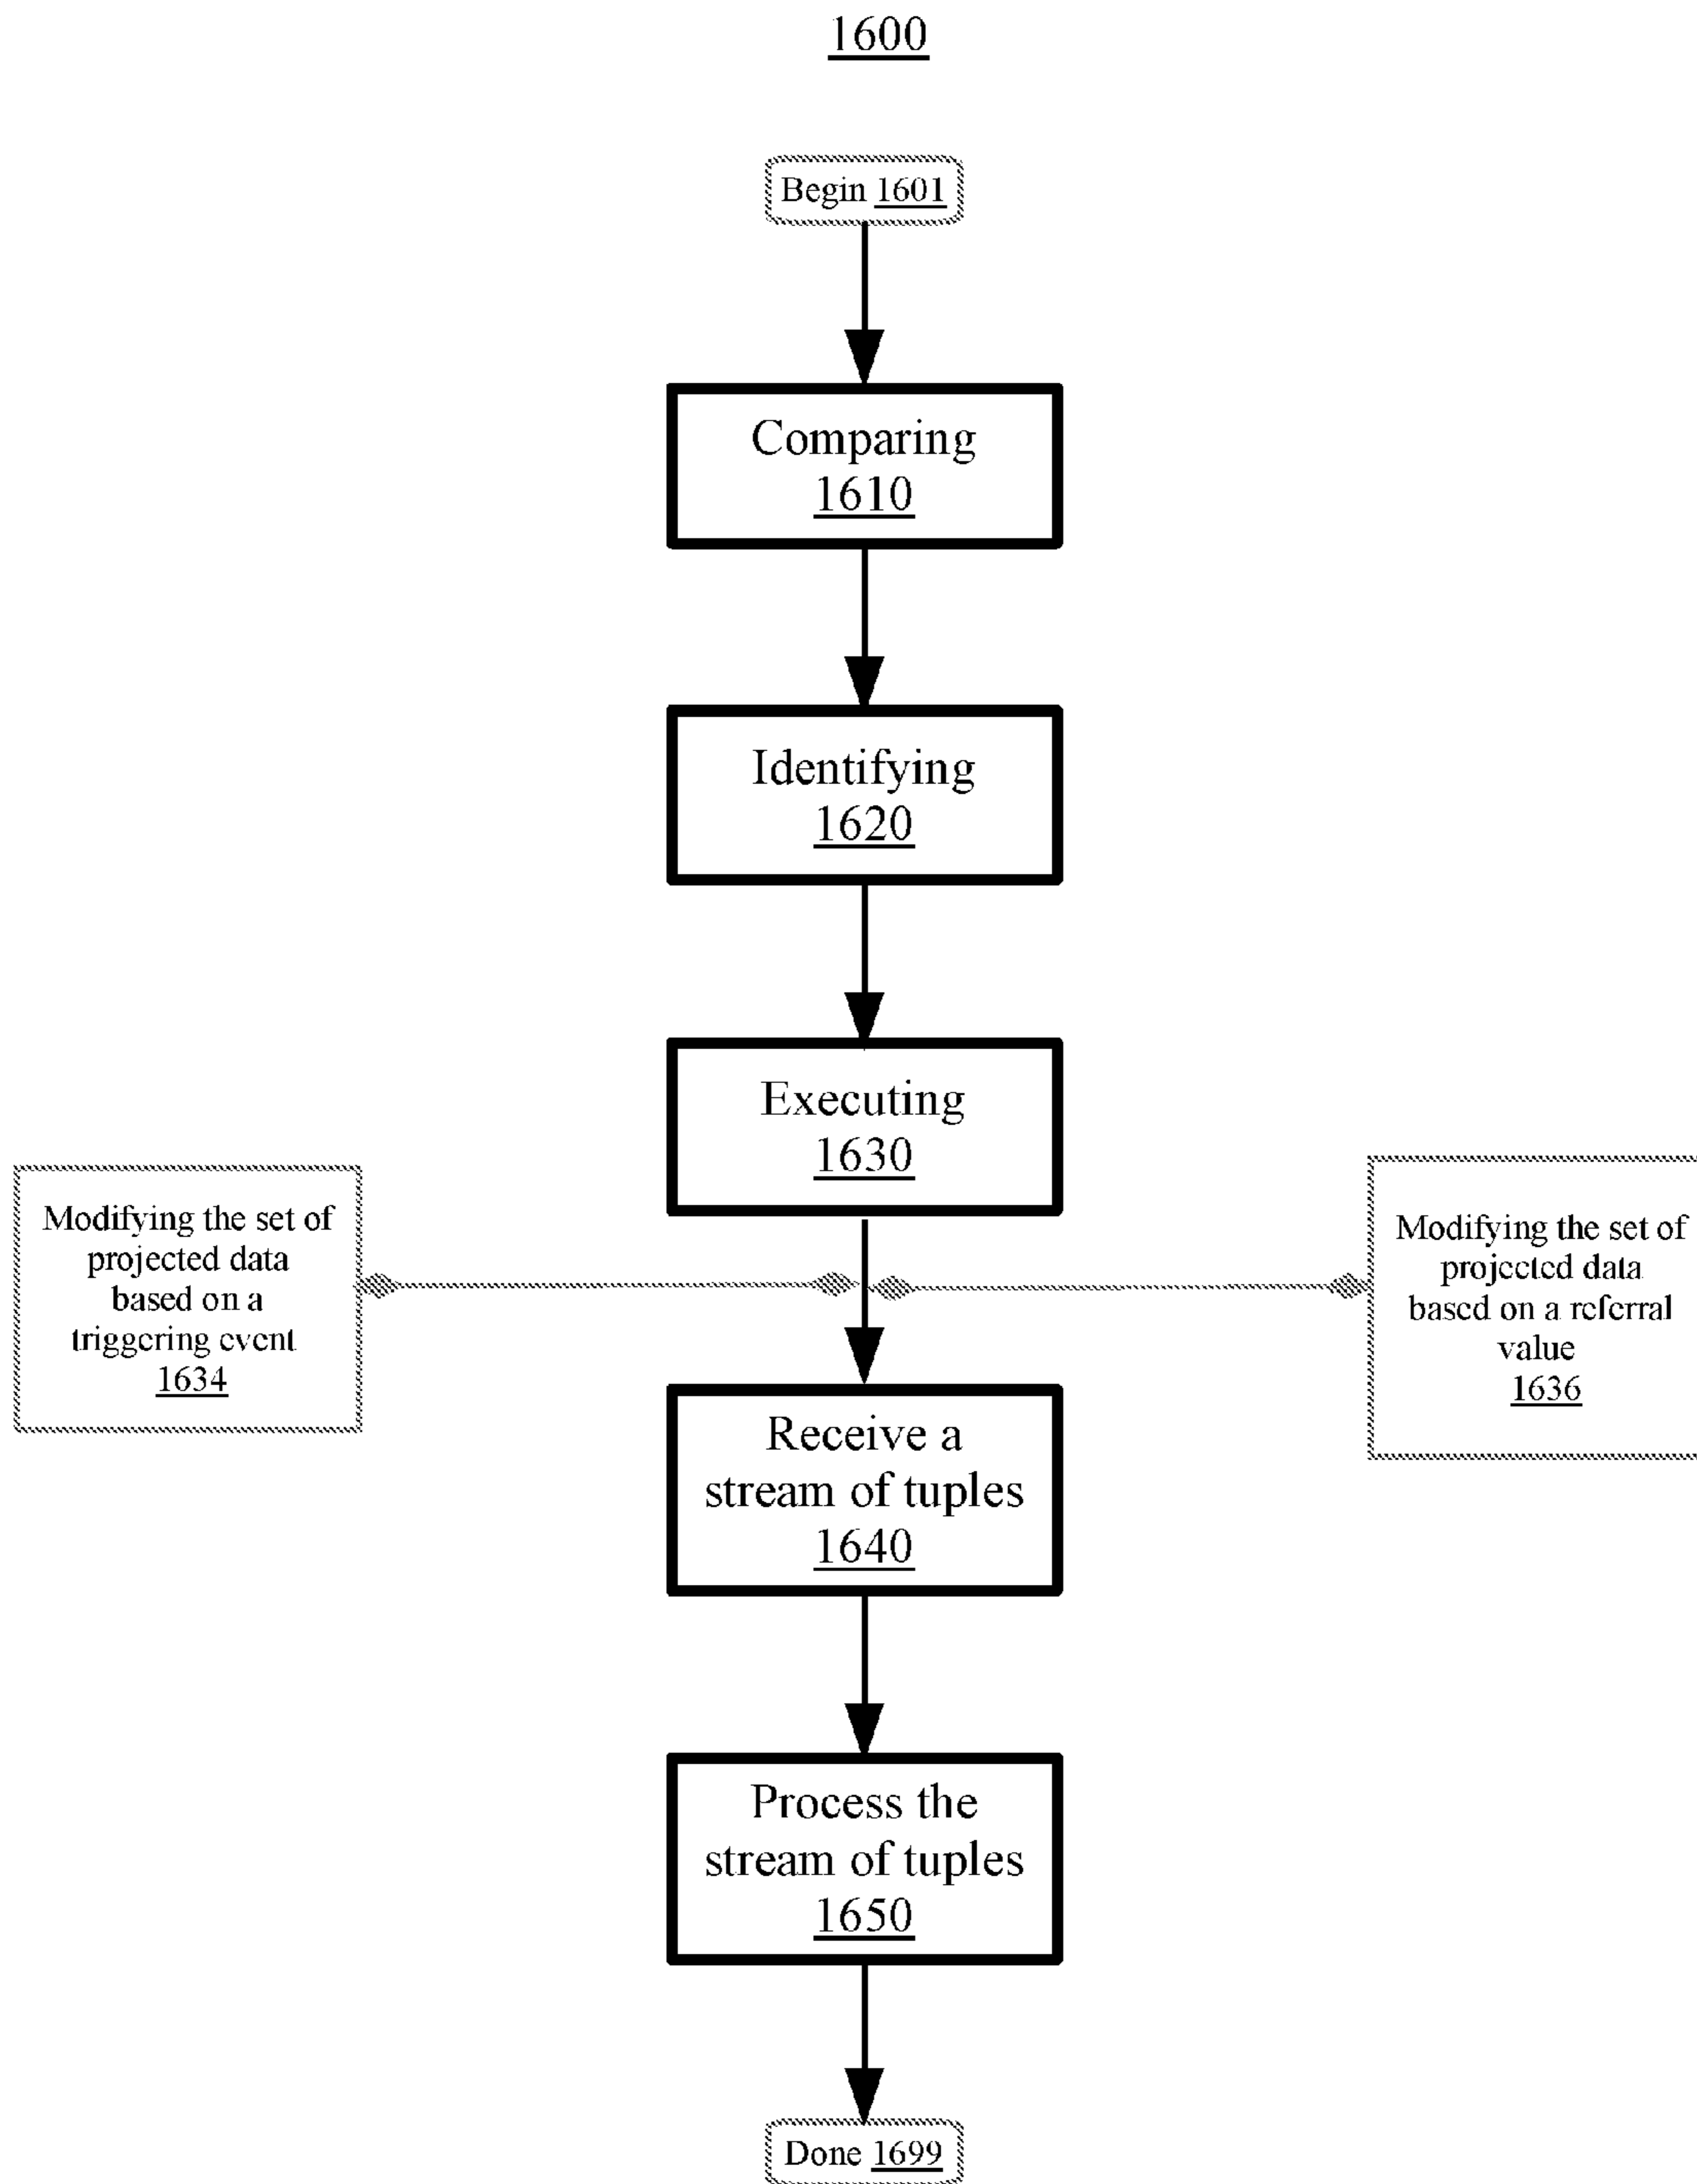 1600
Begin 1601
Comparing
1610
Identifying
1620
Executing
1630
Modifying the set of
projected data
based on a
triggering event
1634
Modifying the set of
projected data
based on a referral
value
1636
Receive a
stream of tuples
1640
Process the
stream of tuples
1650
Done 1699